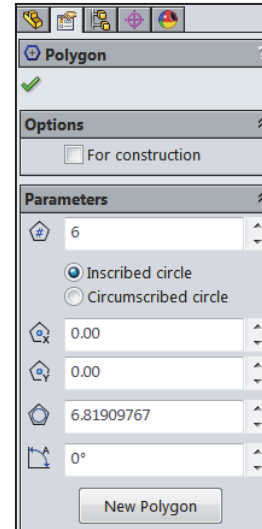 Polygon
Options
For construction
Parameters
6
Inscribed circle
Circumscribed circle
0.00
0.00
6.81909767
0°
New Polygon